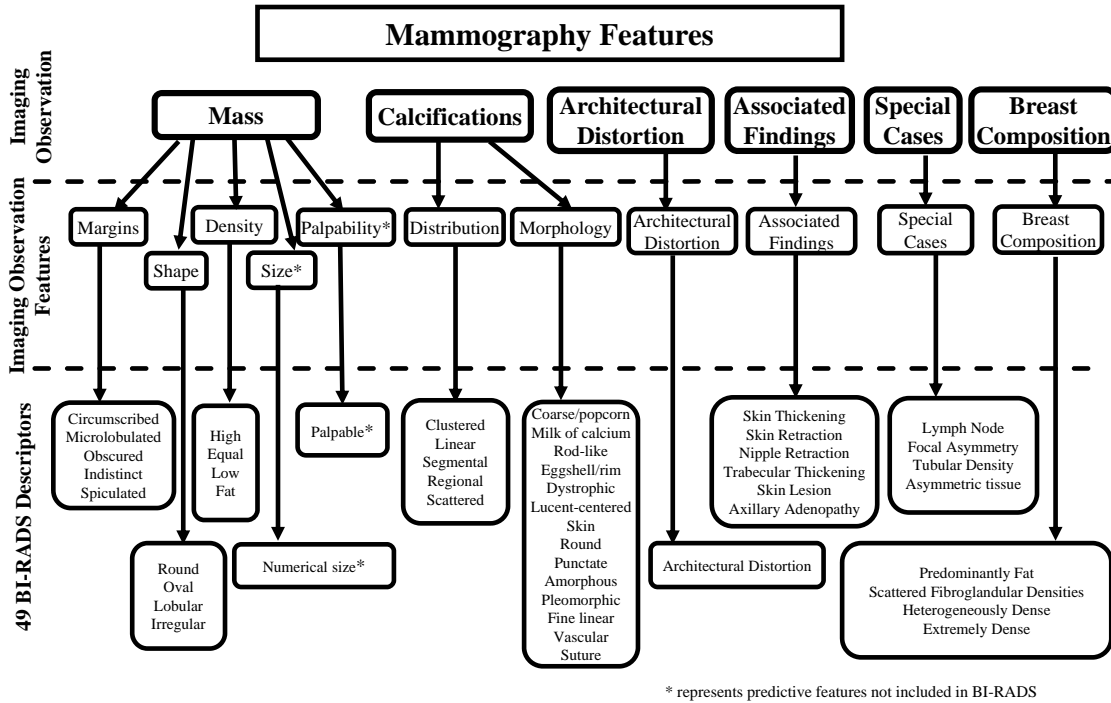 Mammography Features
Imaging
Observation
Mass
Calcifications
Architectural
Distortion
Associated
Findings
Special
Cases
Breast
Composition
Imaging Observation
Features
Margins
Shape
Density
Size*
Palpability*
Distribution
Morphology
Architectural
Distortion
Associated
Findings
Special
Cases
Breast
Composition
49 BI-RADS Descriptors
Circumscribed
Microlobulated
Obscured
Indistinct
Spiculated
Round
Oval
Lobular
Irregular
High
Equal
Low
Fat
Numerical size*
Palpable*
Clustered
Linear
Segmental
Regional
Scattered
Coarse/popcorn
Milk of calcium
Rod-like
Eggshell/rim
Dystrophic
Lucent-centered
Skin
Round
Punctate
Amorphous
Pleomorphic
Fine linear
Vascular
Suture
Architectural Distortion
Skin Thickening
Skin Retraction
Nipple Retraction
Trabecular Thickening
Skin Lesion
Axillary Adenopathy
Lymph Node
Focal Asymmetry
Tubular Density
Asymmetric tissue
Predominantly Fat
Scattered Fibroglandular Densities
Heterogeneously Dense
Extremely Dense
* represents predictive features not included in BI-RADS